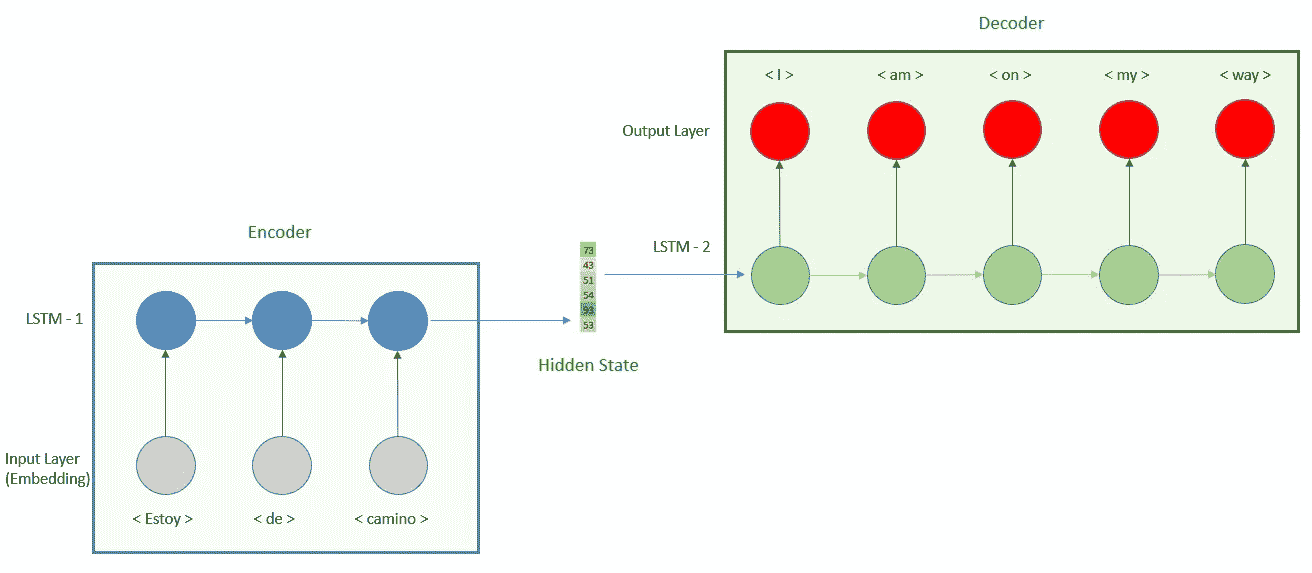 Decoder
< I > < am > < on > < my > < way >
Output Layer
LSTM - 2
Encoder
LSTM - 1
Input Layer
(Embedding)
< Estoy > < de > < camino >
73
43
51
54
53
Hidden State